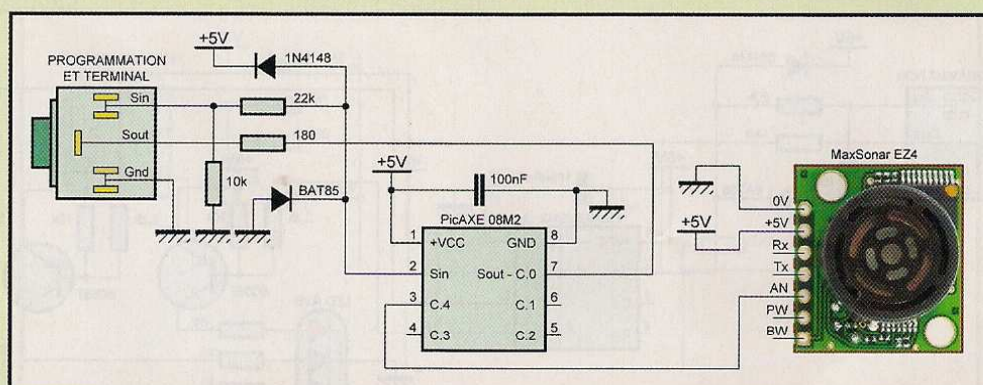 PROGRAMMATION
ET TERMINAL
Sin
Sout
Gnd
+5V
1N4148
22k
180
10k
BAT85
+5V
100nF
PicAXE 08M2
1 +VCC GND 8
2 Sin Sout - C.0 7
3 C.4 C.1 6
4 C.3 C.2 5
MaxSonar EZ4
+5V
0V
+5V
Rx
Tx
AN
PW
BW